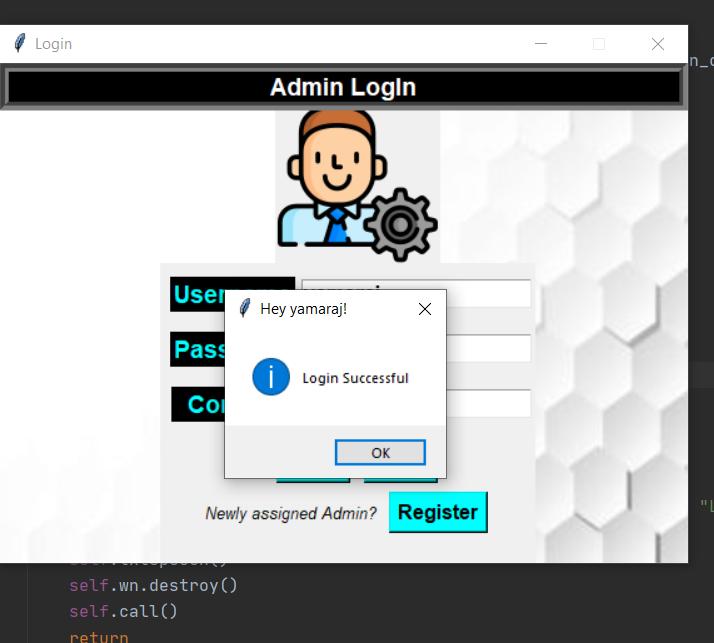 Login
Admin LogIn
Hey yamaraj!
Login Successful
OK
Newly assigned Admin?
Register
self.wn.destroy()
self.call()
return